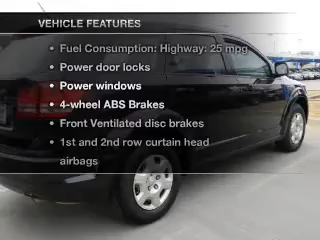 VEHICLE FEATURES
• Fuel Consumption: Highway: 25 mpg
• Power door locks
• Power windows
• 4-wheel ABS Brakes
• Front Ventilated disc brakes
• 1st and 2nd row curtain head
airbags